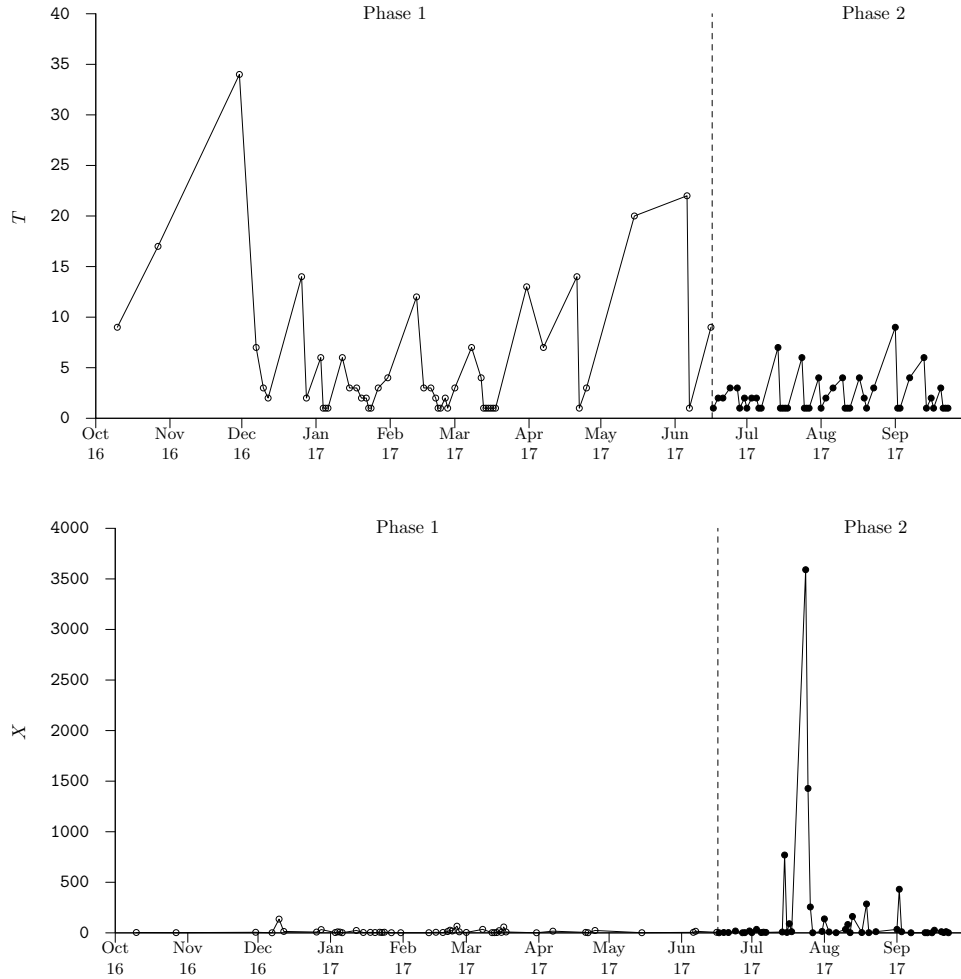 Phase 1 Phase 2
40
35
30
25
20
15
10
5
0
T
Oct Nov Dec Jan Feb Mar Apr May Jun Jul Aug Sep
16 16 16 17 17 17 17 17 17 17 17 17
Phase 1 Phase 2
4000
3500
3000
2500
2000
1500
1000
500
0
X
Oct Nov Dec Jan Feb Mar Apr May Jun Jul Aug Sep
16 16 16 17 17 17 17 17 17 17 17 17